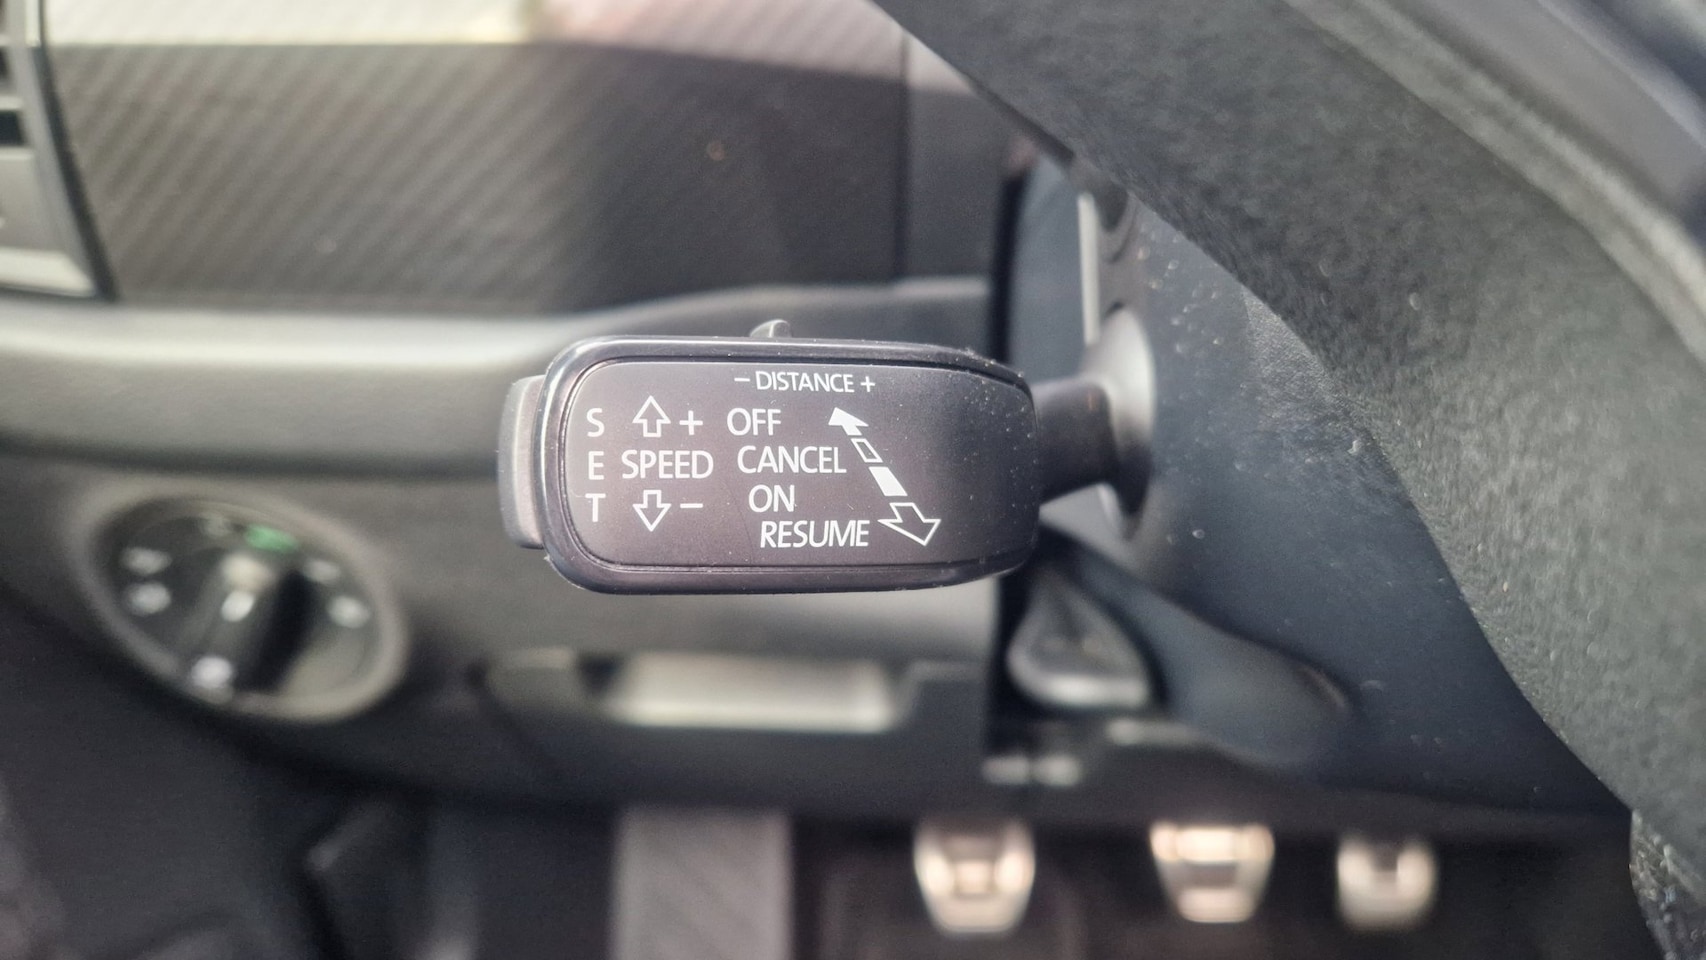 - DISTANCE +
S + OFF
E SPEED CANCEL
T - ON
RESUME